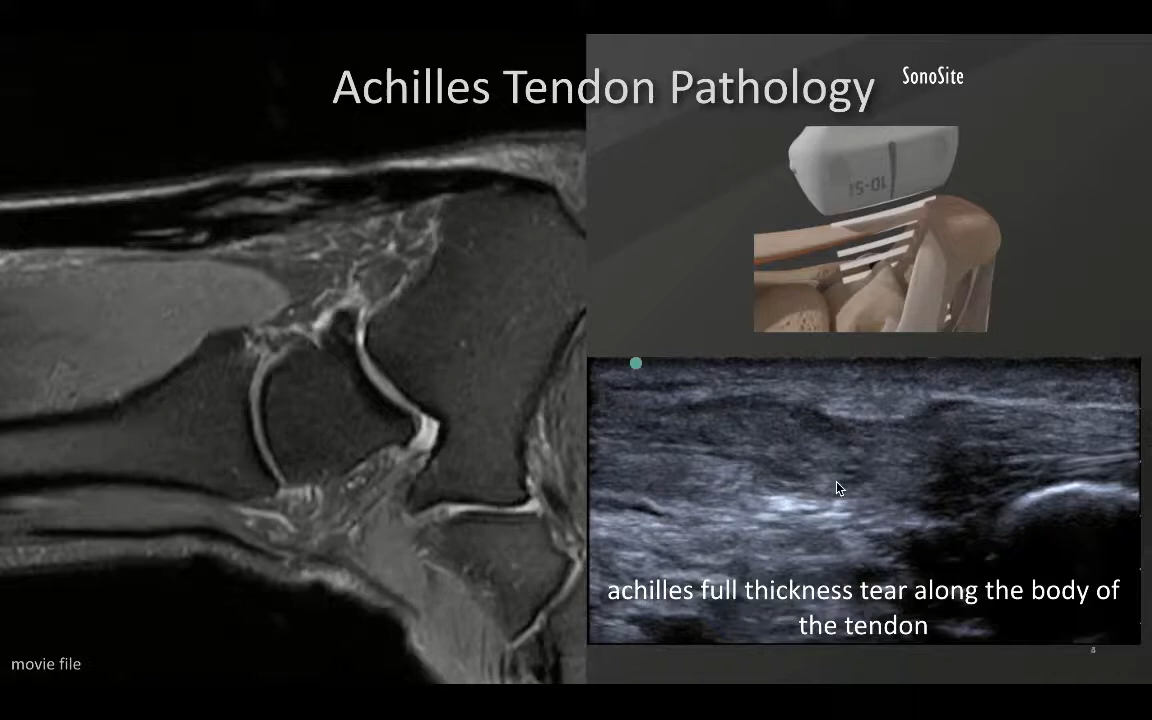 Achilles Tendon Pathology
SonoSite
achilles full thickness tear along the body of
the tendon
movie file